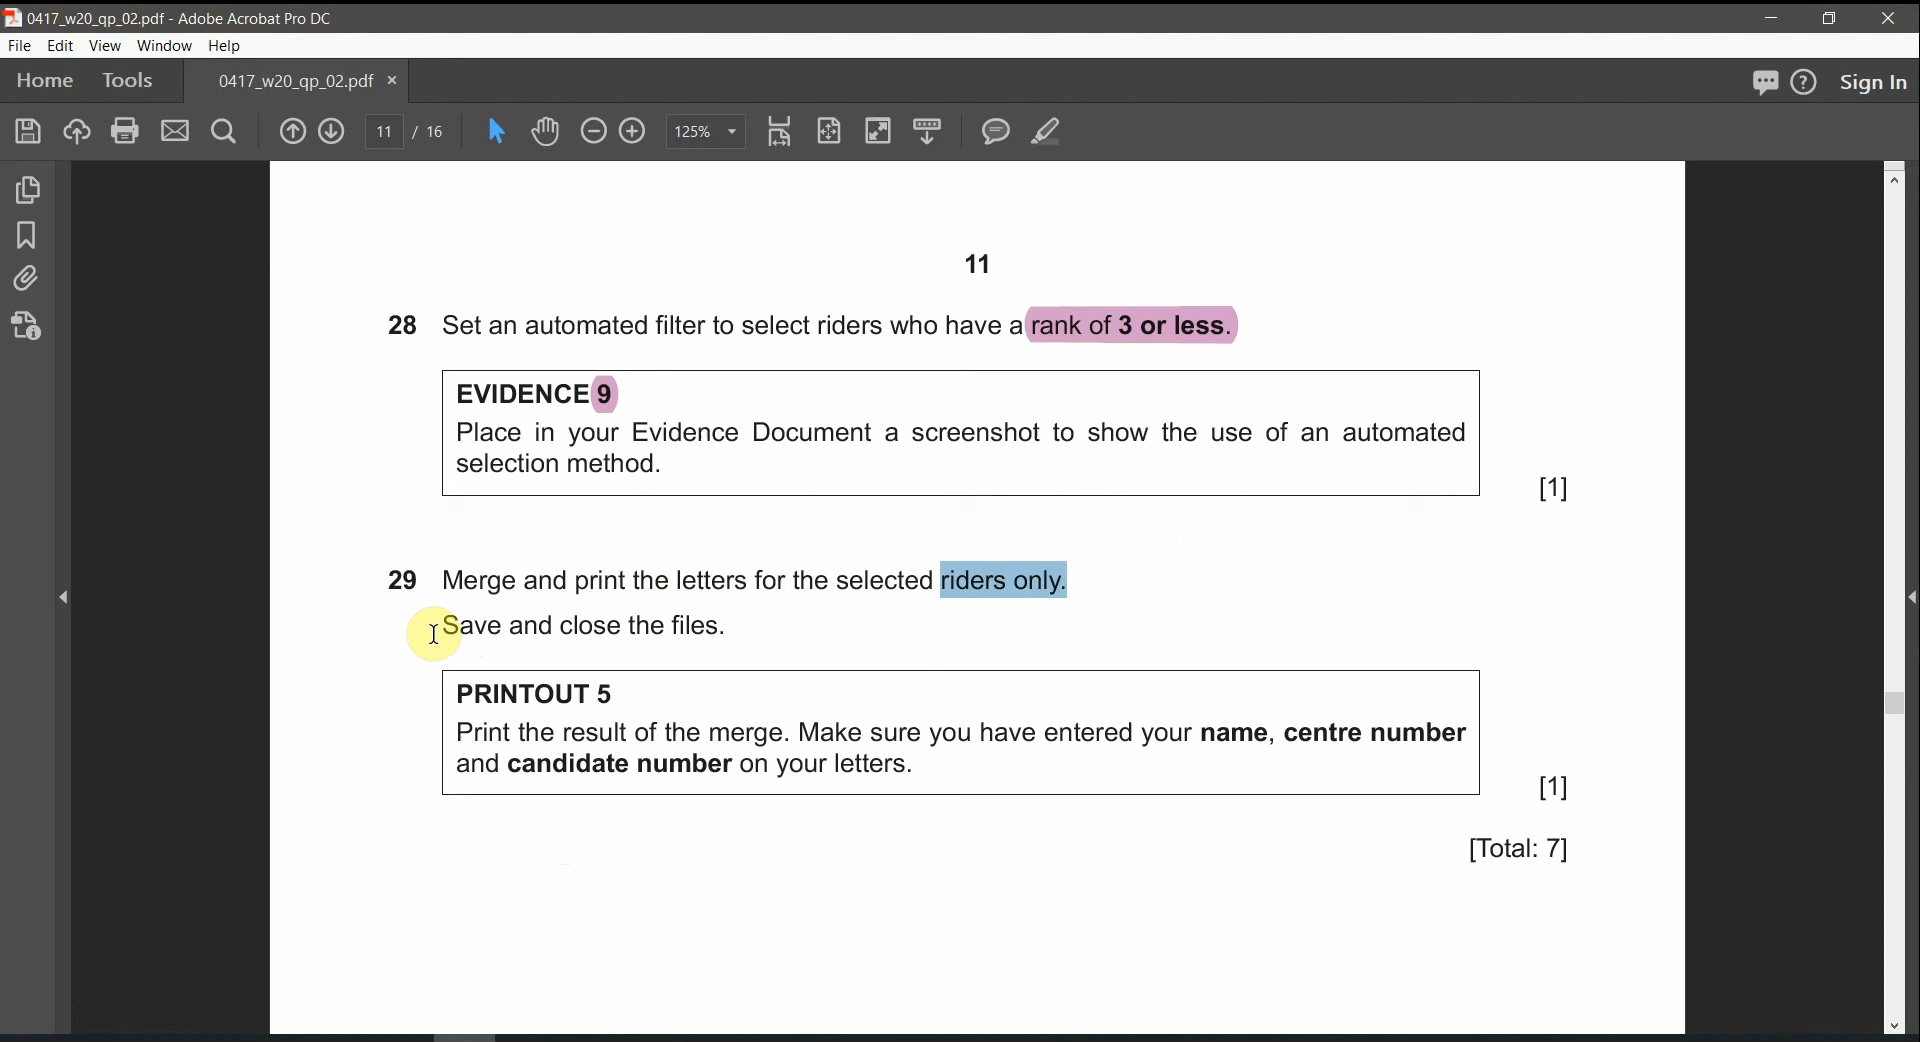 0417_w20_qp_02.pdf - Adobe Acrobat Pro DC
File Edit View Window Help
Home Tools 0417_w20_qp_02.pdf × Sign In
11 / 16 125%
11
28 Set an automated filter to select riders who have a rank of 3 or less.
EVIDENCE 9
Place in your Evidence Document a screenshot to show the use of an automated
selection method.
[1]
29 Merge and print the letters for the selected riders only.
Save and close the files.
PRINTOUT 5
Print the result of the merge. Make sure you have entered your name, centre number
and candidate number on your letters.
[1]
[Total: 7]